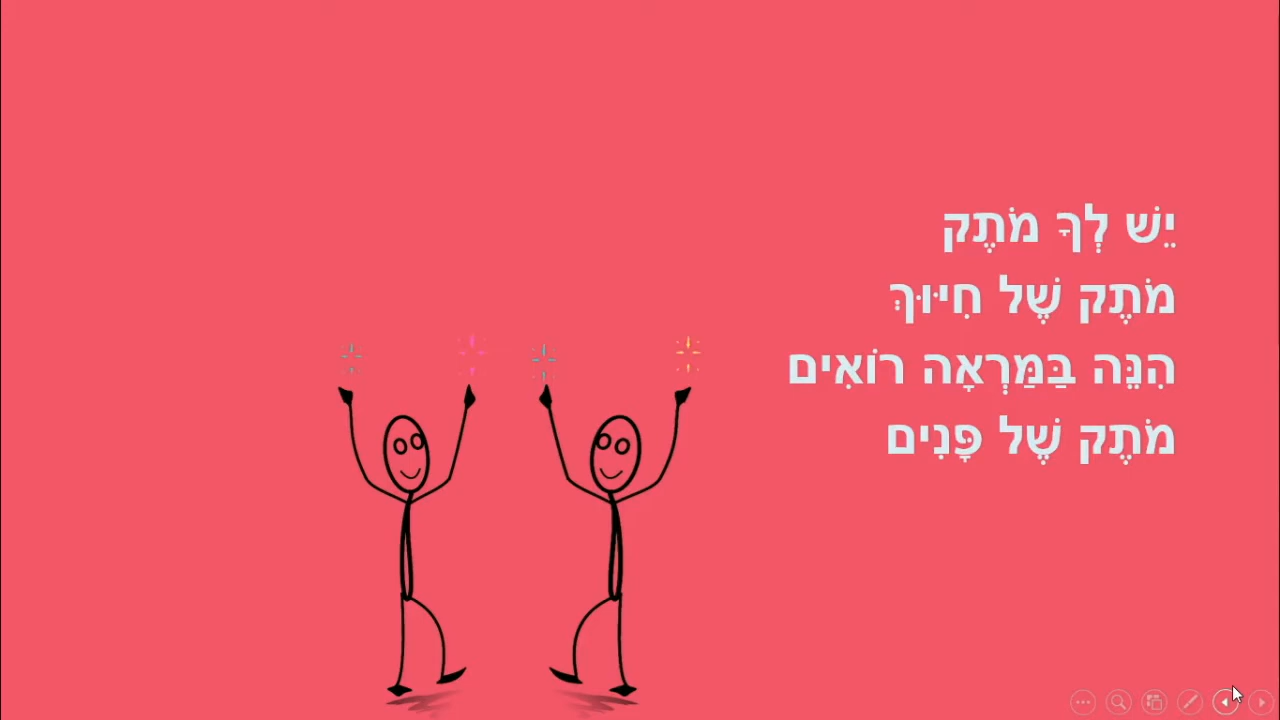 יֵשׁ לְךָ מֹתֶק
מֹתֶק שֶׁל חִיּוּךְ
הִנֵּה בַּמַּרְאָה רוֹאִים
מֹתֶק שֶׁל פָּנִים